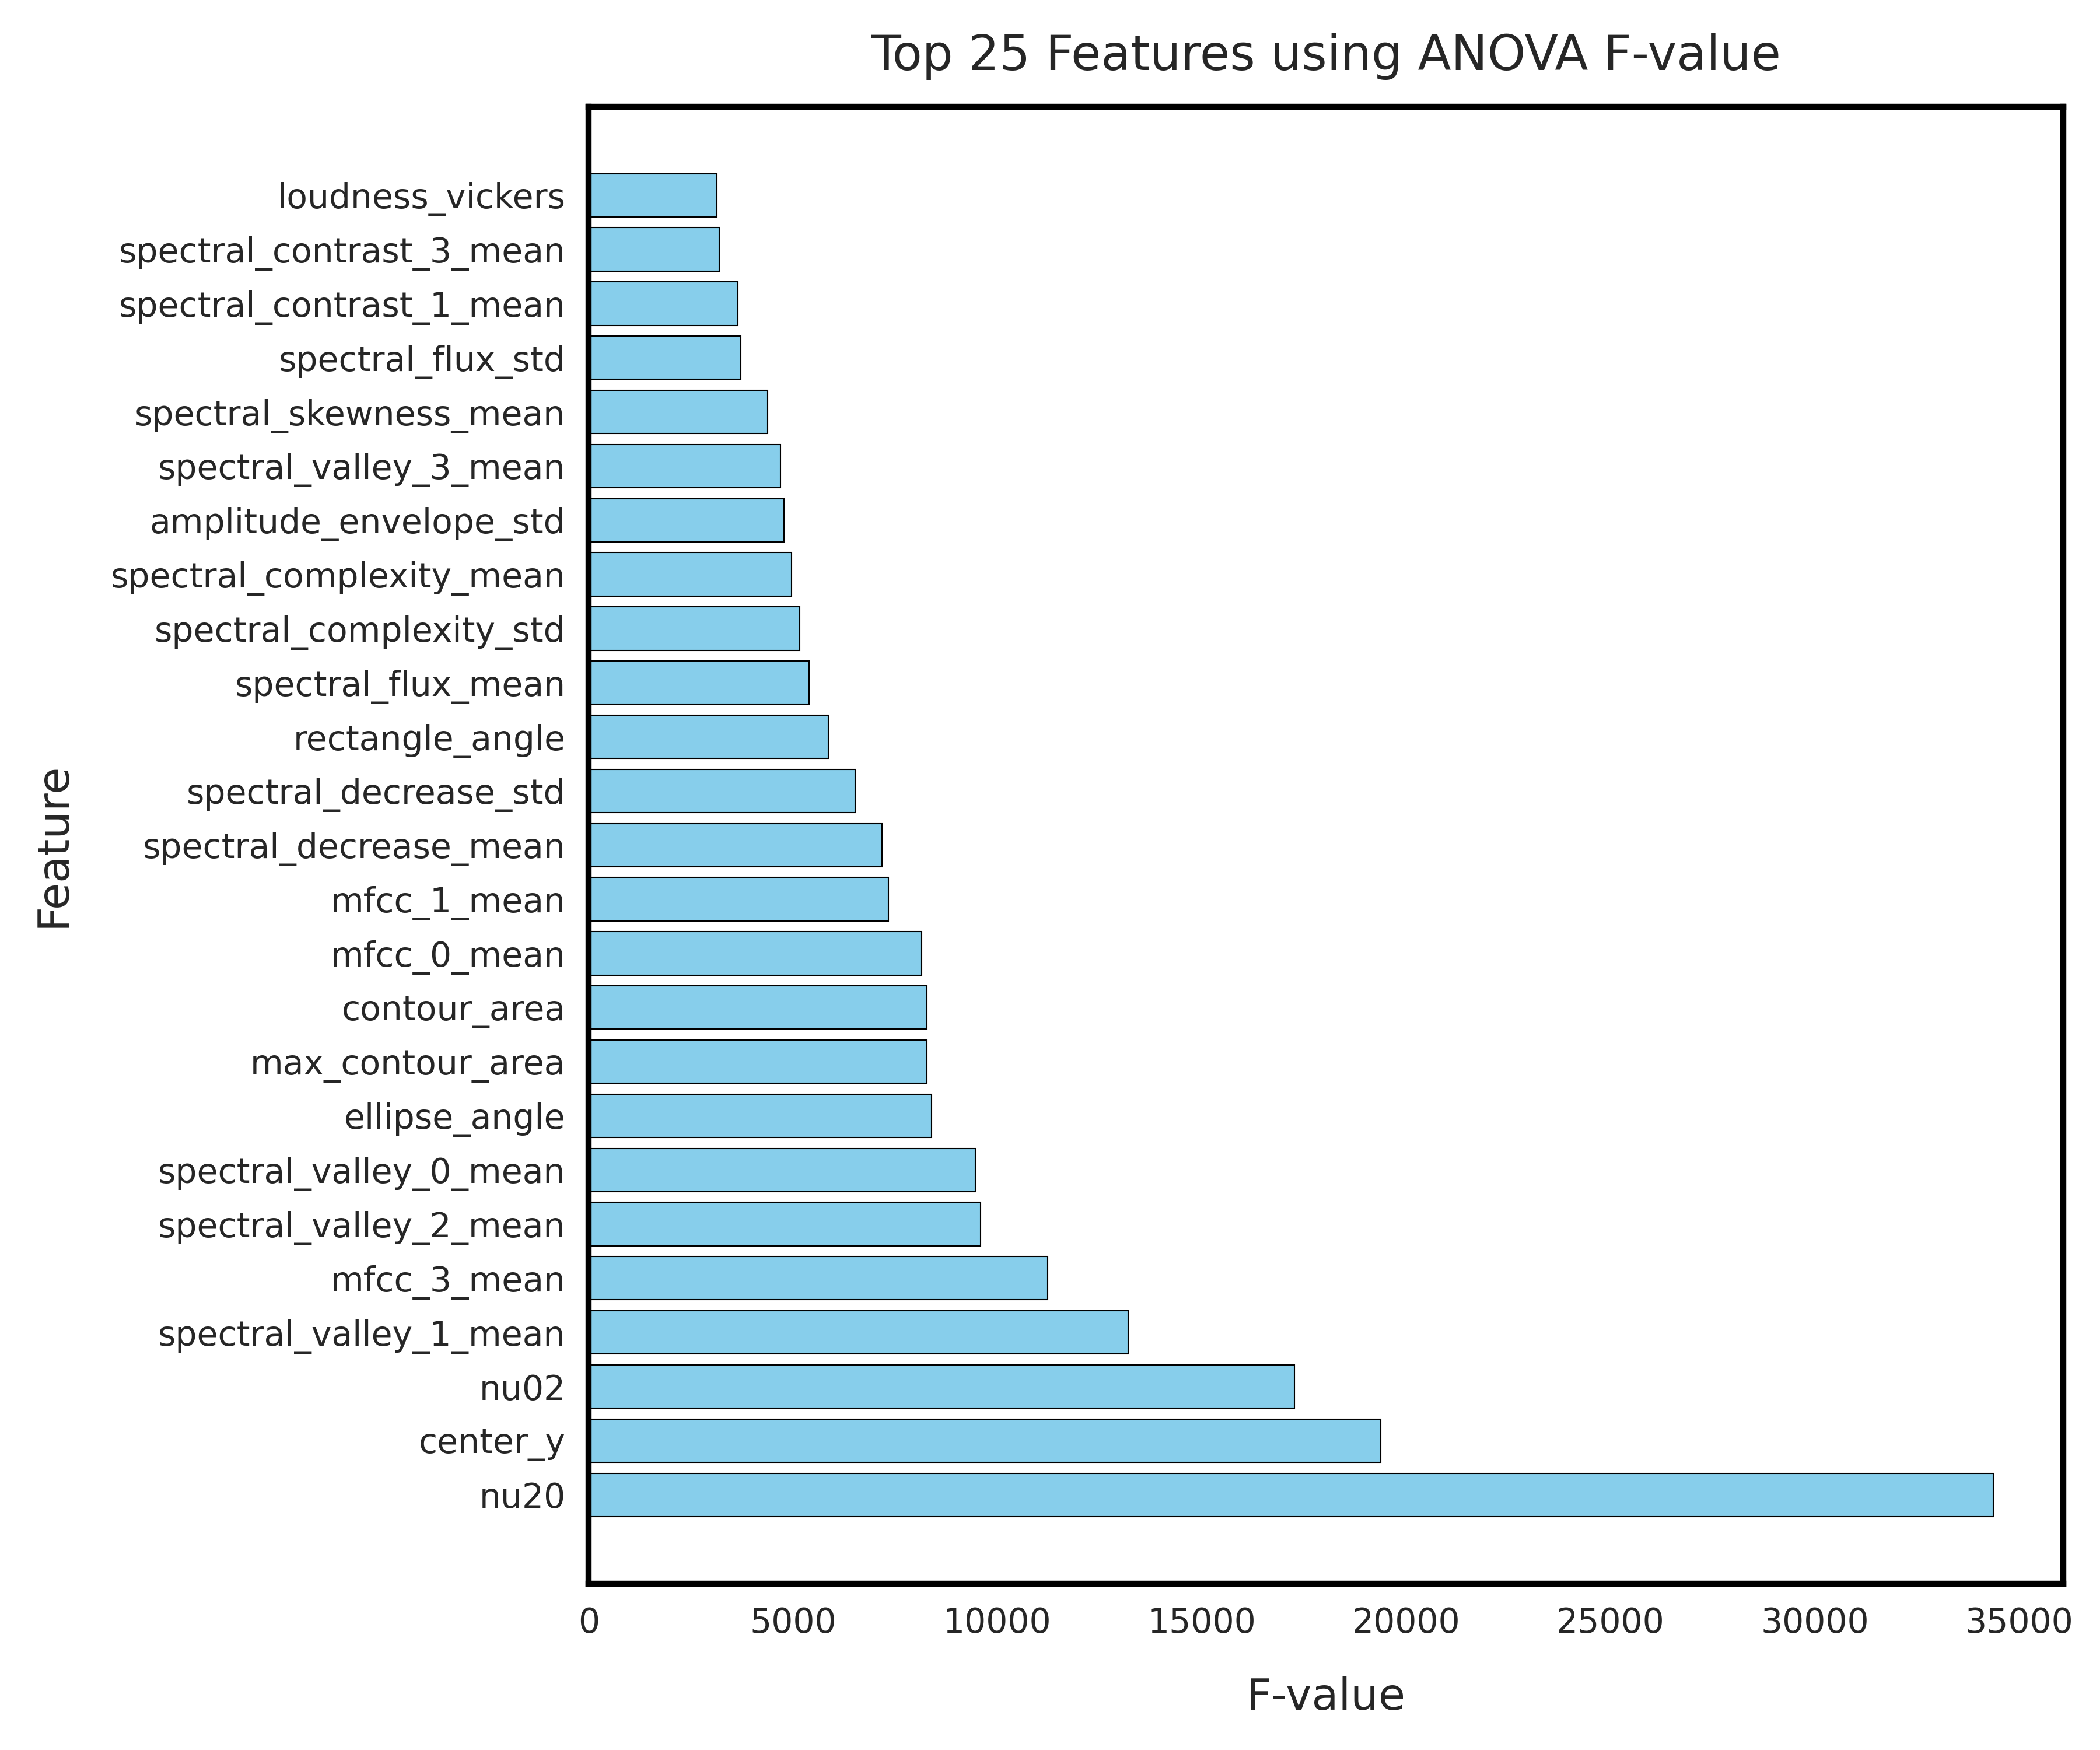 Top 25 Features using ANOVA F-value
Feature
loudness_vickers
spectral_contrast_3_mean
spectral_contrast_1_mean
spectral_flux_std
spectral_skewness_mean
spectral_valley_3_mean
amplitude_envelope_std
spectral_complexity_mean
spectral_complexity_std
spectral_flux_mean
rectangle_angle
spectral_decrease_std
spectral_decrease_mean
mfcc_1_mean
mfcc_0_mean
contour_area
max_contour_area
ellipse_angle
spectral_valley_0_mean
spectral_valley_2_mean
mfcc_3_mean
spectral_valley_1_mean
nu02
center_y
nu20
0 5000 10000 15000 20000 25000 30000 35000
F-value